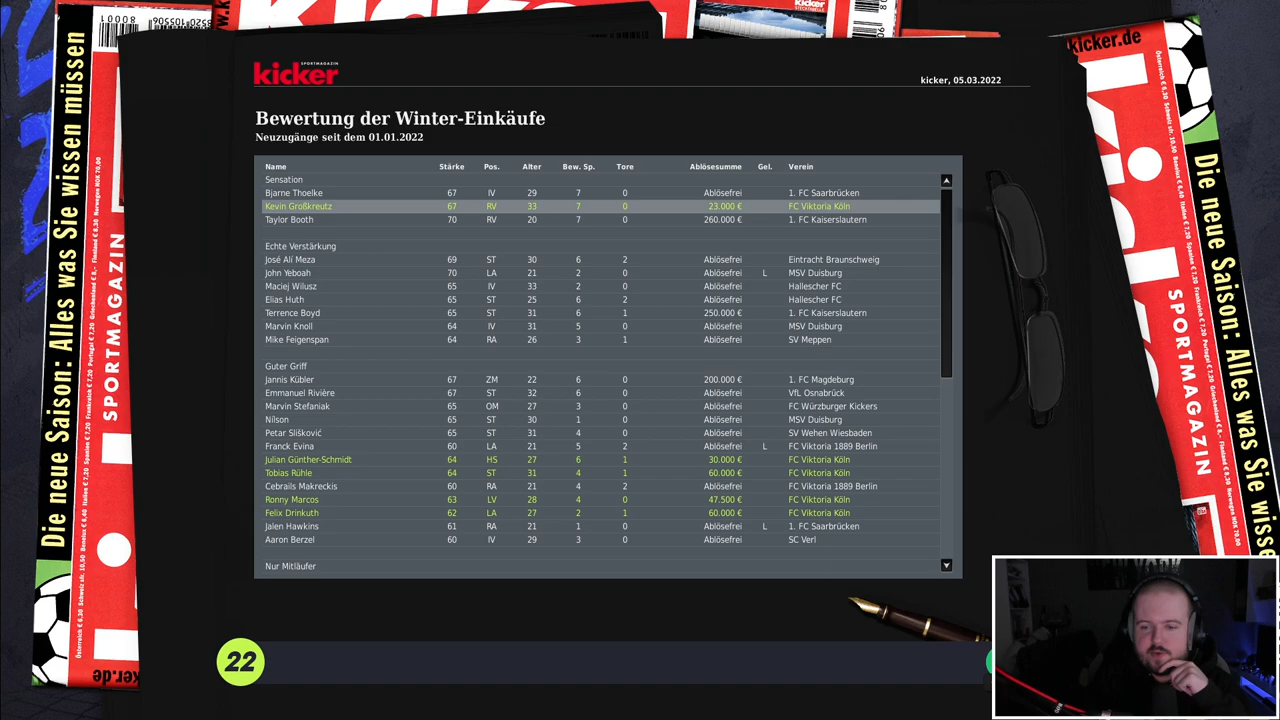 8001
kicker
kicker.de
Die neue Saison: Alles was Sie wissen müssen
SPORTMAGAZIN
kicker SPORTMAGAZIN
kicker, 05.03.2022
Bewertung der Winter-Einkäufe
Neuzugänge seit dem 01.01.2022
Name Stärke Pos. Alter Bew. Sp. Tore Ablösesumme Gel. Verein
Sensation
Bjarne Thoelke 67 IV 29 7 0 Ablösefrei 1. FC Saarbrücken
Kevin Großkreutz 67 RV 33 7 0 23.000 € FC Viktoria Köln
Taylor Booth 70 RV 20 7 0 260.000 € 1. FC Kaiserslautern
Echte Verstärkung
José Alí Meza 69 ST 30 6 2 Ablösefrei Eintracht Braunschweig
John Yeboah 70 LA 21 2 0 Ablösefrei L MSV Duisburg
Maciej Wilusz 65 IV 33 2 0 Ablösefrei Hallescher FC
Elias Huth 65 ST 25 6 2 Ablösefrei Hallescher FC
Terrence Boyd 65 ST 31 6 1 250.000 € 1. FC Kaiserslautern
Marvin Knoll 64 IV 31 5 0 Ablösefrei MSV Duisburg
Mike Feigenspan 64 RA 26 3 1 Ablösefrei SV Meppen
Guter Griff
Jannis Kübler 67 ZM 22 6 0 200.000 € 1. FC Magdeburg
Emmanuel Rivière 67 ST 32 6 0 Ablösefrei VfL Osnabrück
Marvin Stefaniak 65 OM 27 3 0 Ablösefrei FC Würzburger Kickers
Nílson 65 ST 30 1 0 Ablösefrei MSV Duisburg
Petar Slišković 65 ST 31 4 0 Ablösefrei SV Wehen Wiesbaden
Franck Evina 60 LA 21 5 2 Ablösefrei L FC Viktoria 1889 Berlin
Julian Günther-Schmidt 64 HS 27 6 1 30.000 € FC Viktoria Köln
Tobias Rühle 64 ST 31 4 1 60.000 € FC Viktoria Köln
Cebrails Makreckis 60 RA 21 4 2 Ablösefrei FC Viktoria 1889 Berlin
Ronny Marcos 63 LV 28 4 0 47.500 € FC Viktoria Köln
Felix Drinkuth 62 LA 27 2 1 60.000 € FC Viktoria Köln
Jalen Hawkins 61 RA 21 1 0 Ablösefrei L 1. FC Saarbrücken
Aaron Berzel 60 IV 29 3 0 Ablösefrei SC Verl
Nur Mitläufer
22
kicker.de
SPORTMAGAZIN
Die neue Saison: Alles was Sie wisse